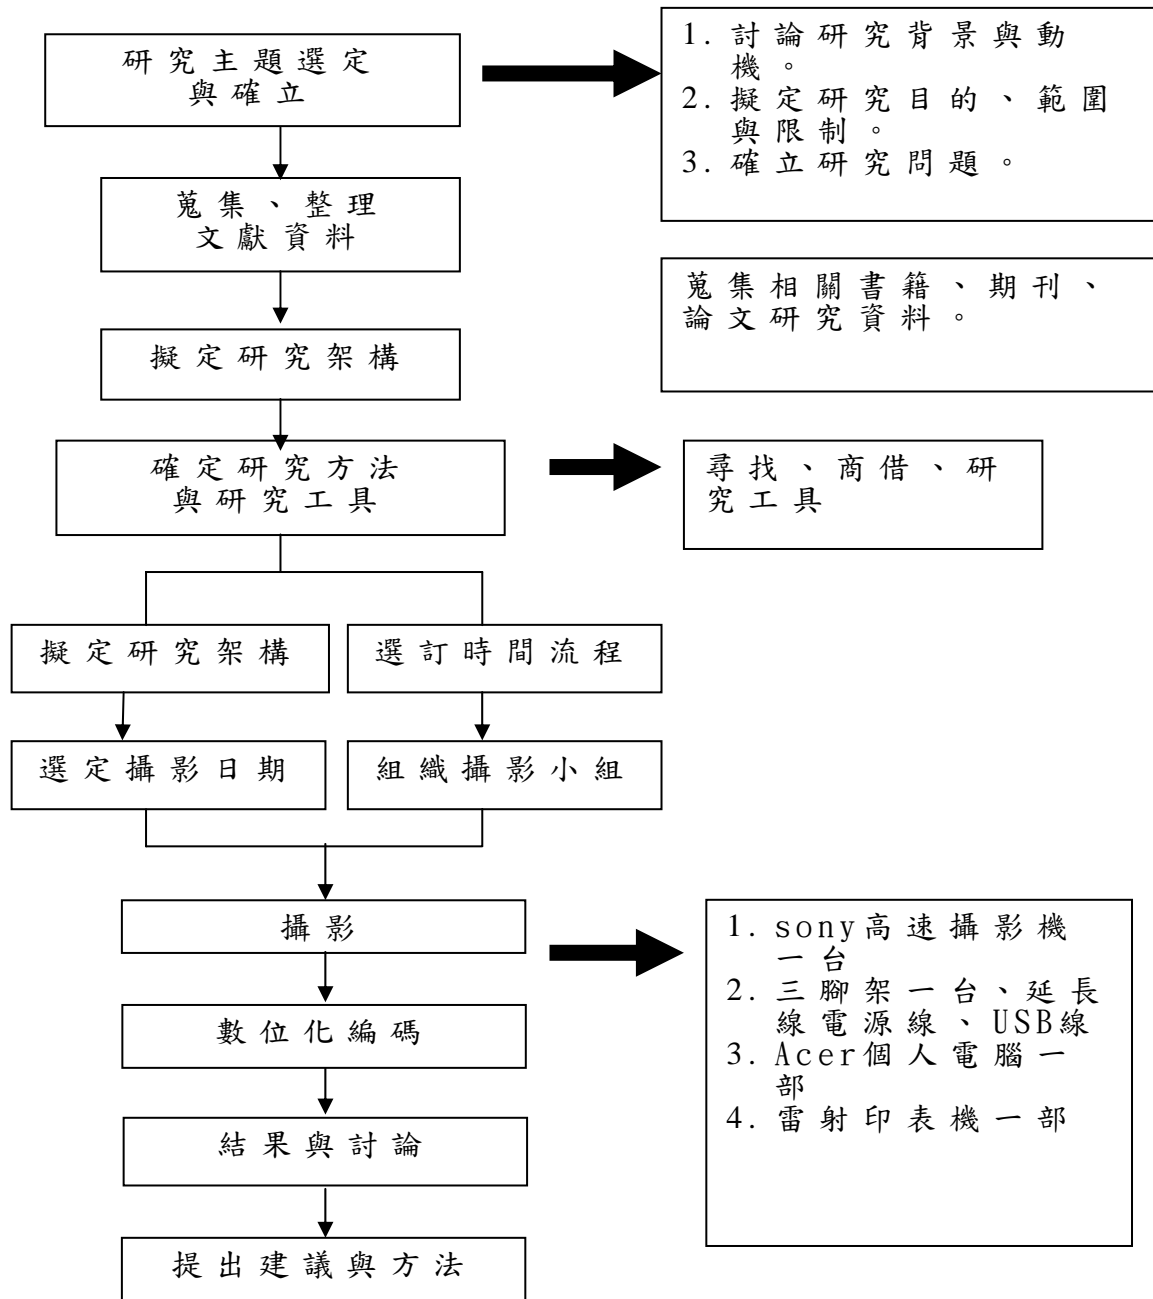 研究主題選定
與確立
1. 討論研究背景與動
機。
2. 擬定研究目的、範圍
與限制。
3. 確立研究問題。
蒐集、整理
文獻資料
蒐集相關書籍、期刊、
論文研究資料。
擬定研究架構
確定研究方法
與研究工具
尋找、商借、研
究工具
擬定研究架構
選訂時間流程
選定攝影日期
組織攝影小組
攝影
1. sony高速攝影機
一台
2. 三腳架一台、延長
線電源線、USB線
3. Acer個人電腦一
部
4. 雷射印表機一部
數位化編碼
結果與討論
提出建議與方法